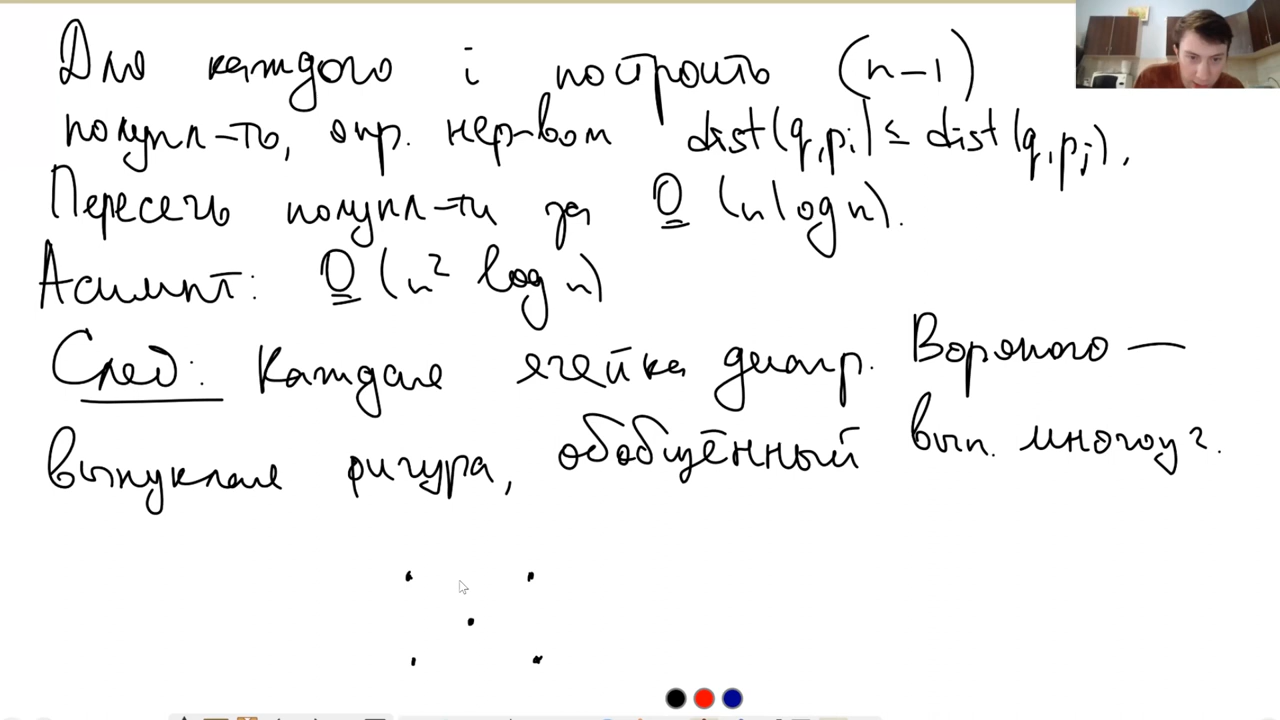 Для каждого i построить (n-1)
полупл-ть, опр. нер-вом dist(q,pi) ≤ dist(q,pj).
Пересечь полупл-ти за O(n log n).
Асимпт: O(n² log n)
След: Каждая ячейка диагр. Вороного —
выпуклая фигура, обобщённый вып. многоуг.